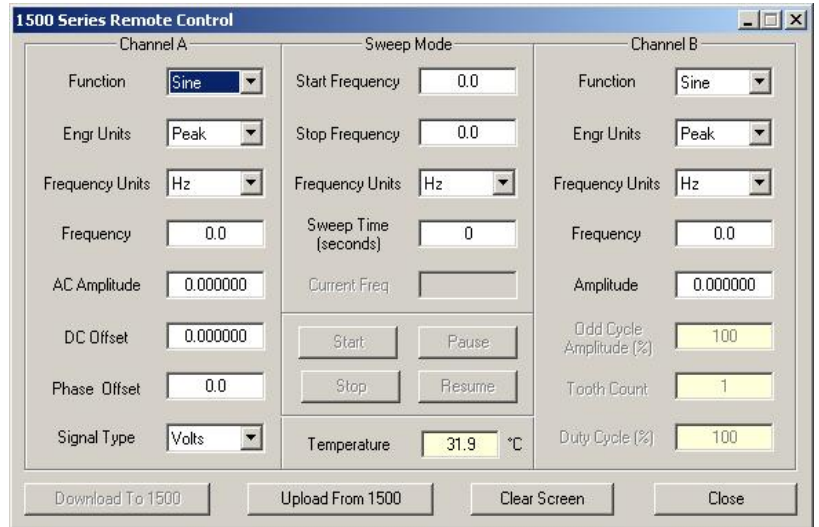 1500 Series Remote Control
Channel A
Function Sine
Engr Units Peak
Frequency Units Hz
Frequency 0.0
AC Amplitude 0.000000
DC Offset 0.000000
Phase Offset 0.0
Signal Type Volts
Sweep Mode
Start Frequency 0.0
Stop Frequency 0.0
Frequency Units Hz
Sweep Time
(seconds) 0
Current Freq
Start Pause
Stop Resume
Temperature 31.9 °C
Channel B
Function Sine
Engr Units Peak
Frequency Units Hz
Frequency 0.0
Amplitude 0.000000
Odd Cycle
Amplitude (%) 100
Tooth Count 1
Duty Cycle (%) 100
Download To 1500 Upload From 1500 Clear Screen Close